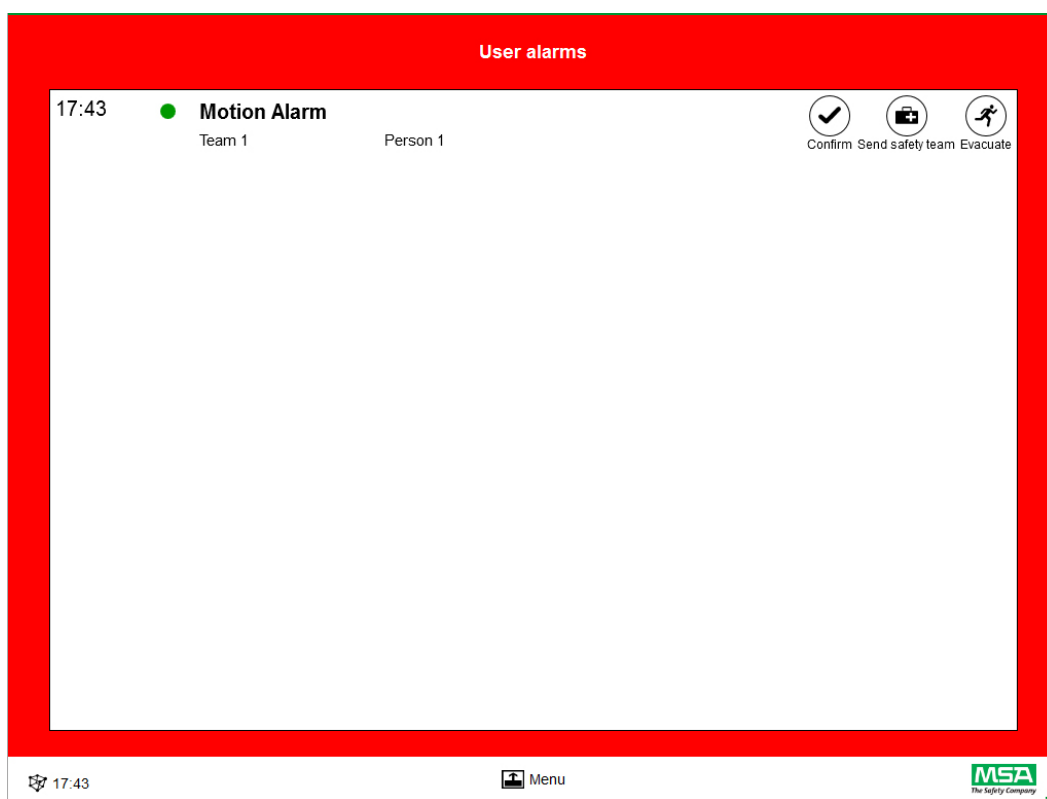 User alarms
17:43 Motion Alarm
Team 1 Person 1
Confirm Send safety team Evacuate
17:43 Menu
MSA
The Safety Company